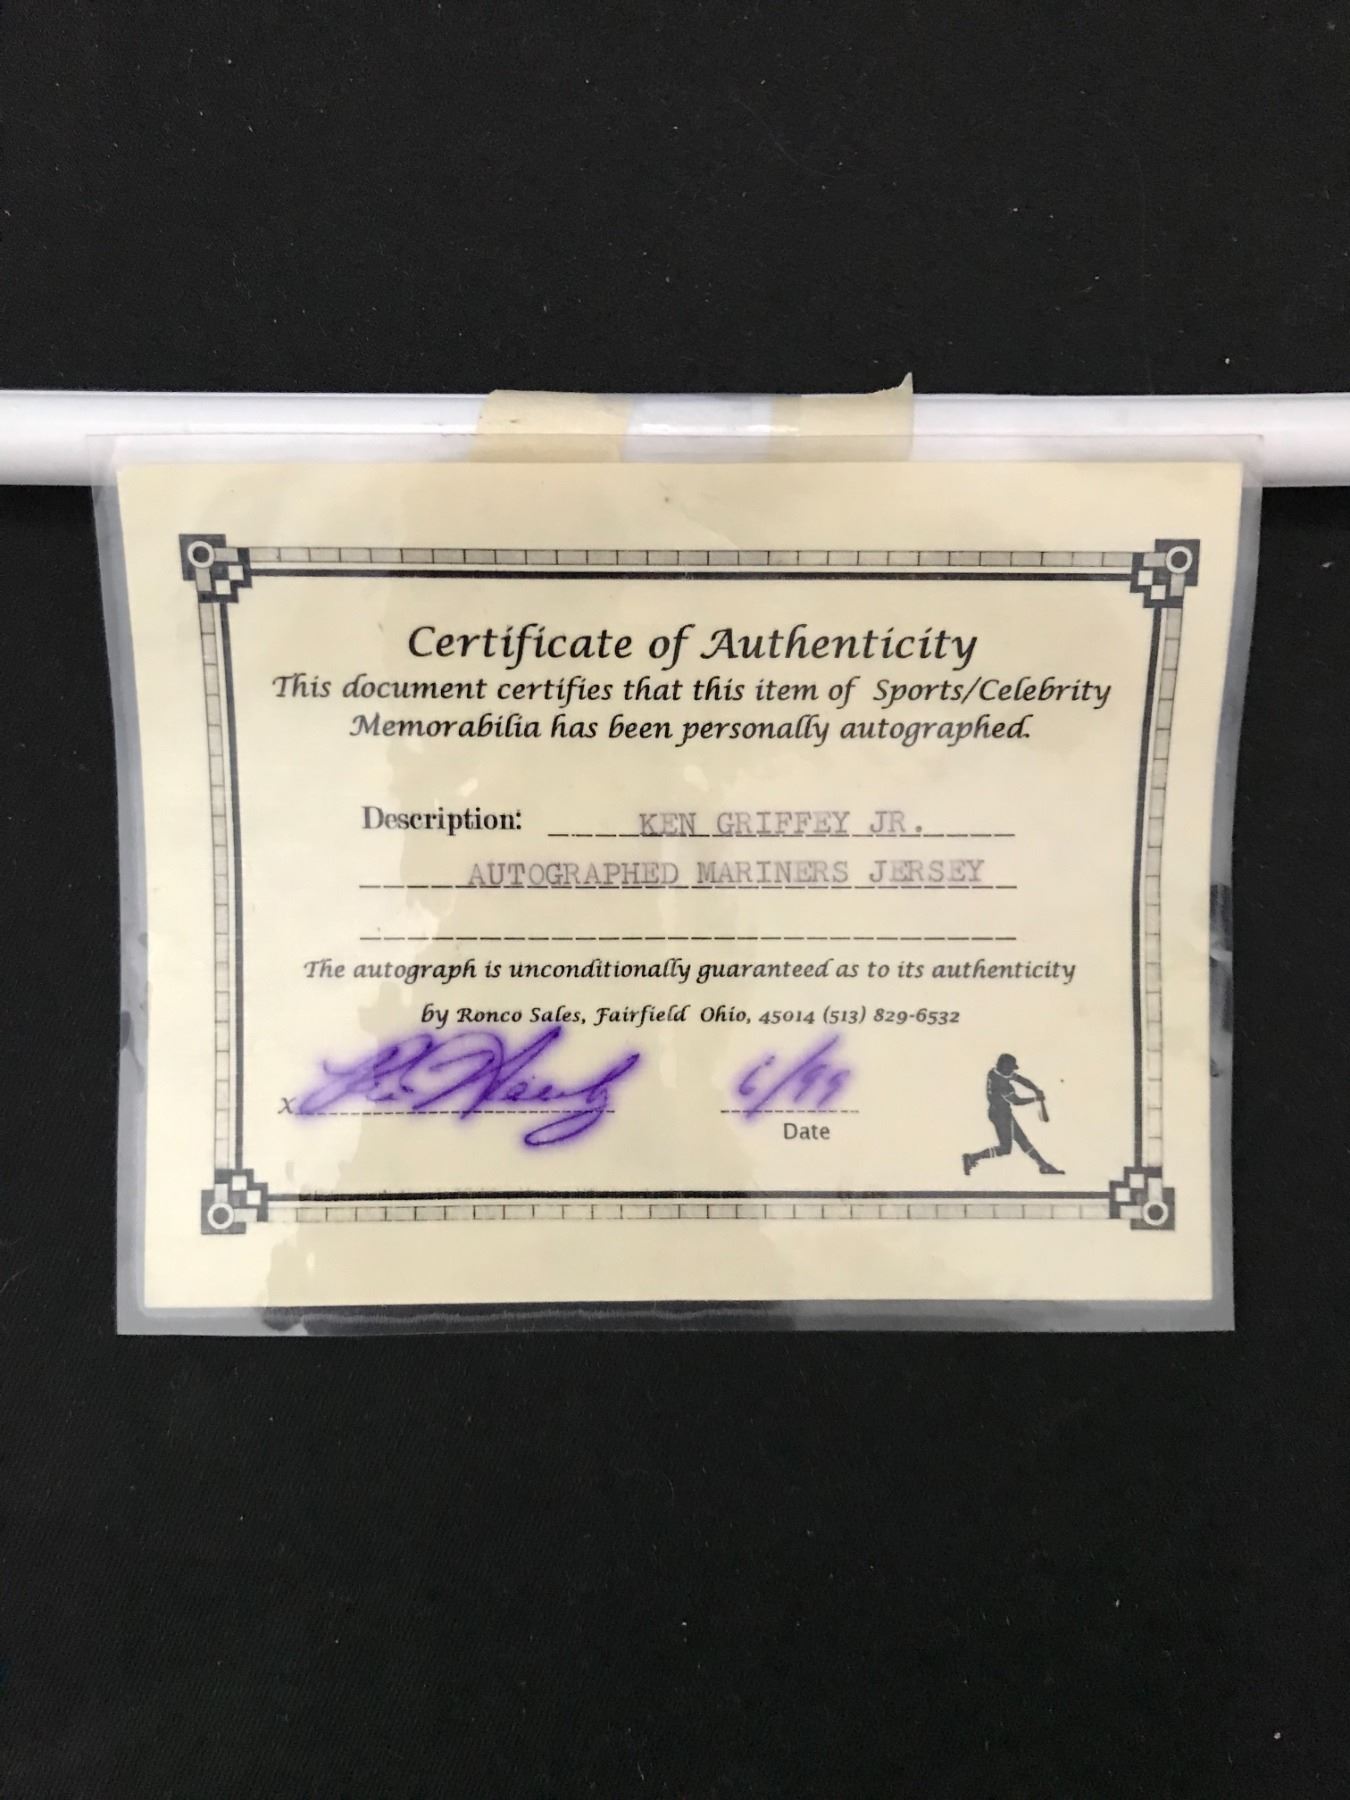 Certificate of Authenticity
This document certifies that this item of Sports/Celebrity
Memorabilia has been personally autographed.
Description: KEN GRIFFEY JR.
AUTOGRAPHED MARINERS JERSEY
The autograph is unconditionally guaranteed as to its authenticity
by Ronco Sales, Fairfield Ohio, 45014 (513) 829-6532
x 6/99
Date